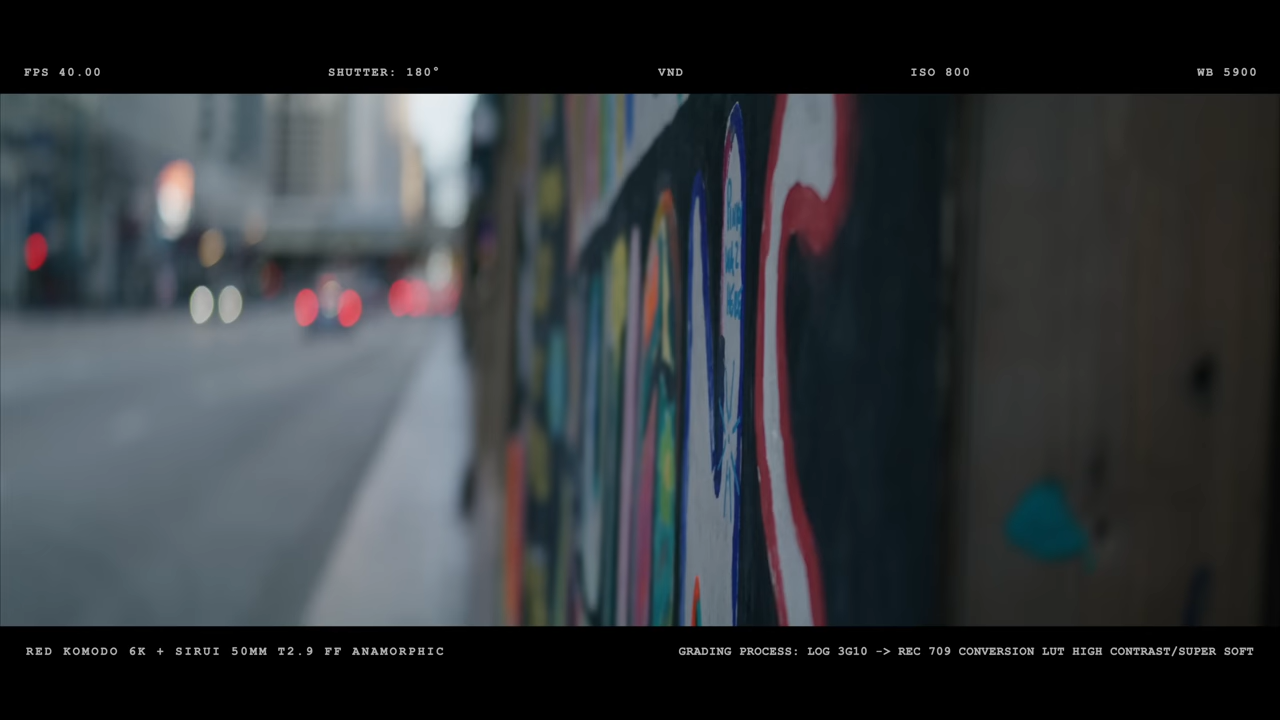 FPS 40.00 SHUTTER: 180° VND ISO 800 WB 5900
RED KOMODO 6K + SIRUI 50MM T2.9 FF ANAMORPHIC
GRADING PROCESS: LOG 3G10 -> REC 709 CONVERSION LUT HIGH CONTRAST/SUPER SOFT